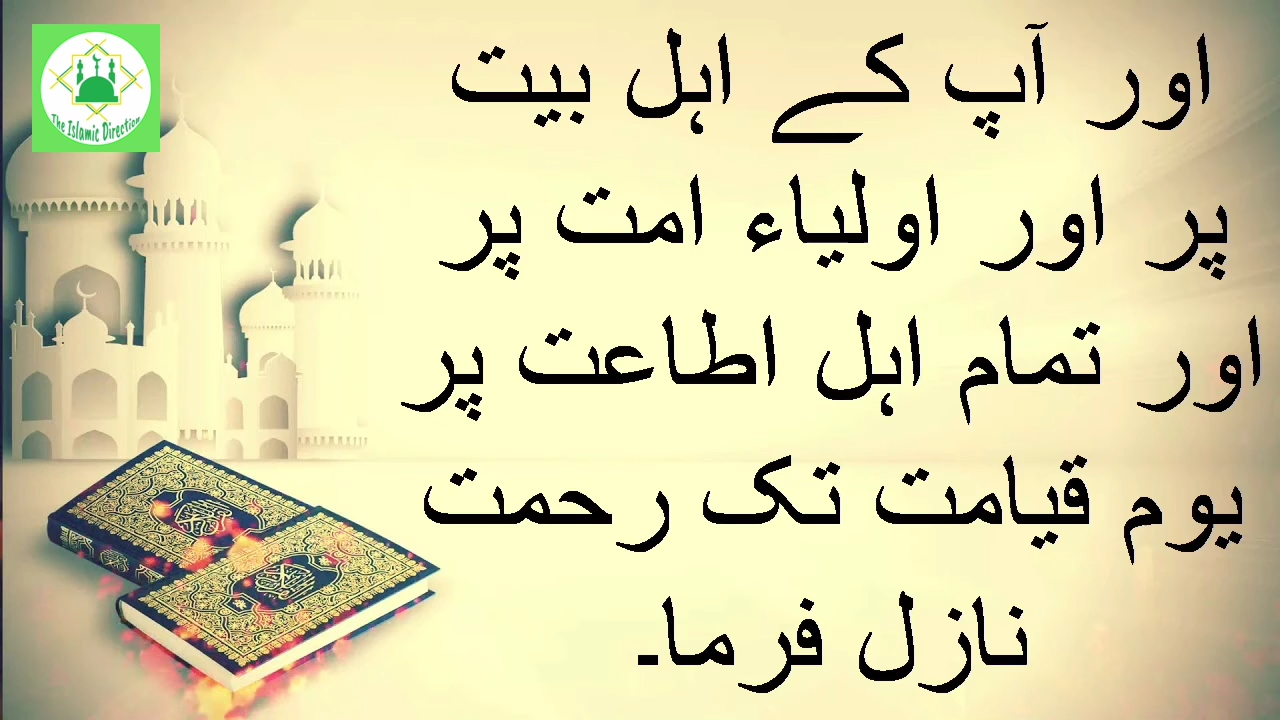 The Islamic Direction
اور آپ کے اہل بیت
پر اور اولیاء امت پر
اور تمام اہل اطاعت پر
یوم قیامت تک رحمت
نازل فرما۔